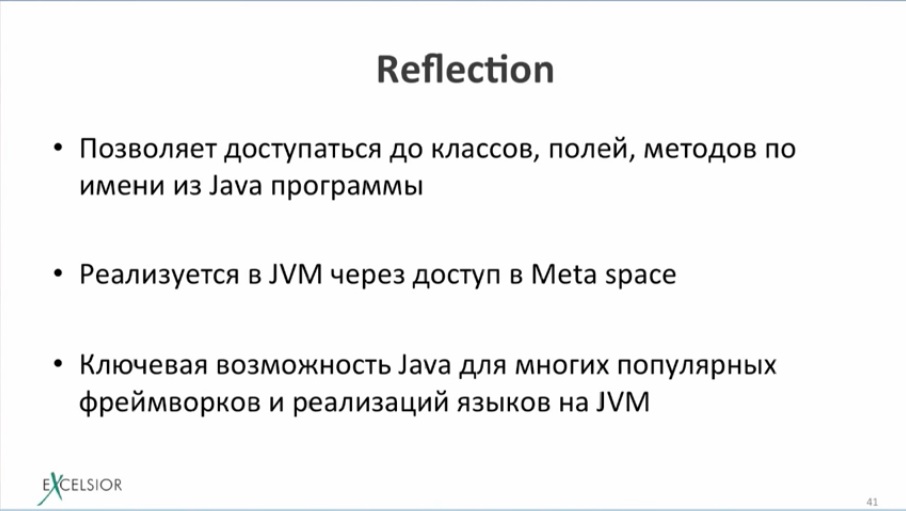 Reflection
• Позволяет доступаться до классов, полей, методов по
имени из Java программы
• Реализуется в JVM через доступ в Meta space
• Ключевая возможность Java для многих популярных
фреймворков и реализаций языков на JVM
EXCELSIOR
41